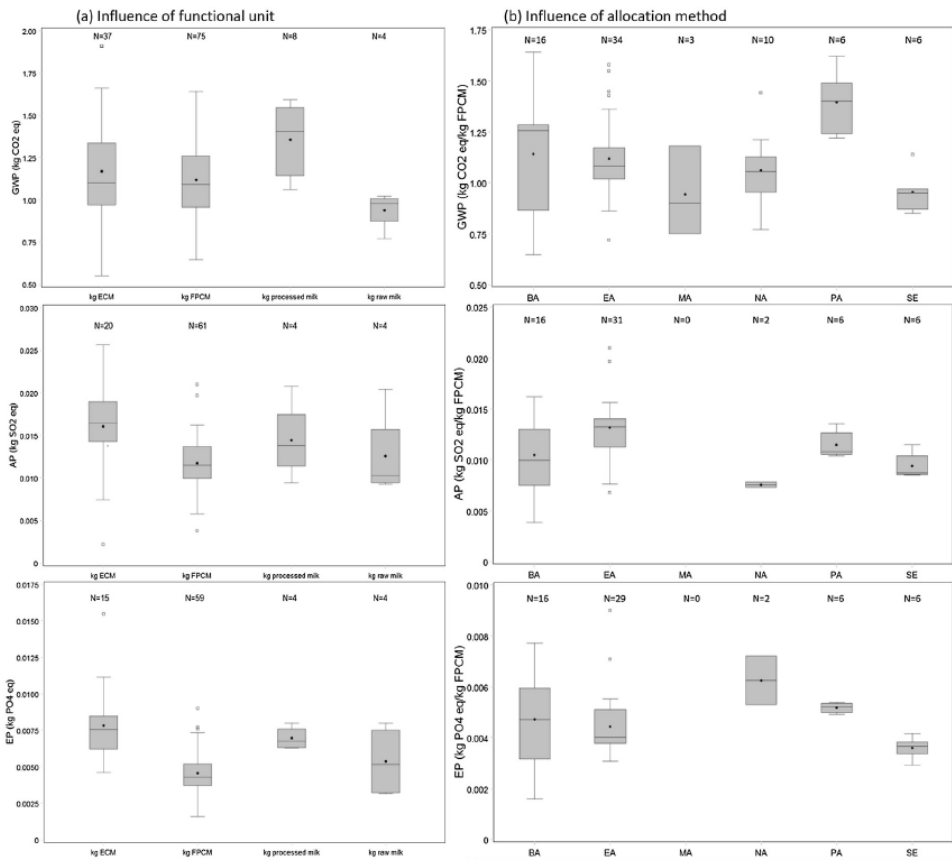 (a) Influence of functional unit
2.00
1.75
1.50
1.25
1.00
0.75
0.50
GWP (kg CO2 eq)
N=37 N=75 N=8 N=4
kg ECM kg FPCM kg processed milk kg raw milk
0.030
0.025
0.020
0.015
0.010
0.005
0
AP (kg SO2 eq)
N=20 N=61 N=4 N=4
kg ECM kg FPCM kg processed milk kg raw milk
0.0175
0.0150
0.0125
0.0100
0.0075
0.0050
0.0025
0
EP (kg PO4 eq)
N=15 N=59 N=4 N=4
kg ECM kg FPCM kg processed milk kg raw milk
(b) Influence of allocation method
1.75
1.50
1.25
1.00
0.75
0.50
GWP (kg CO2 eq/kg FPCM)
N=16 N=34 N=3 N=10 N=6 N=6
BA EA MA NA PA SE
0.025
0.020
0.015
0.010
0.005
0
AP (kg SO2 eq/kg FPCM)
N=16 N=31 N=0 N=2 N=6 N=6
BA EA MA NA PA SE
0.010
0.008
0.006
0.004
0.002
0
EP (kg PO4 eq/kg FPCM)
N=16 N=29 N=0 N=2 N=6 N=6
BA EA MA NA PA SE